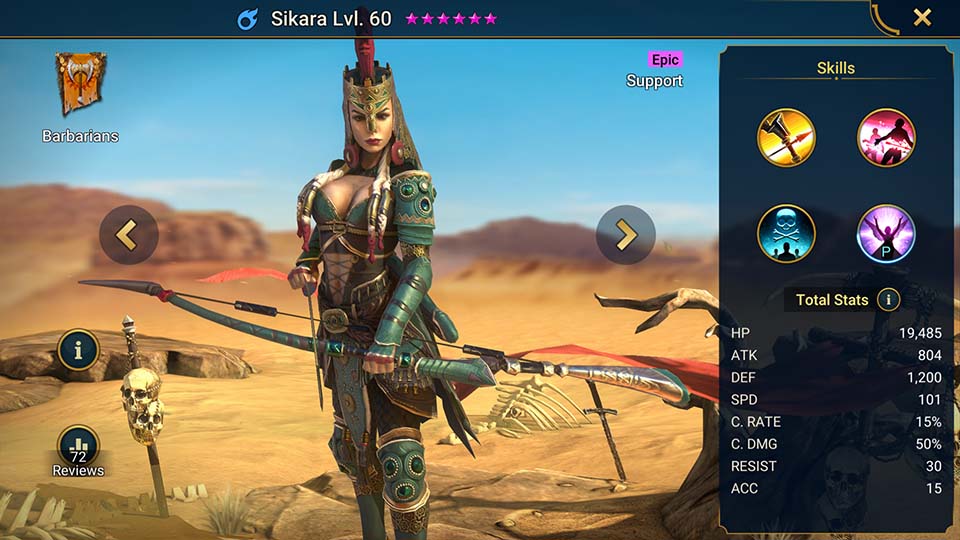 Sikara Lvl. 60
Epic
Support
Barbarians
72
Reviews
Skills
P
Total Stats
HP 19,485
ATK 804
DEF 1,200
SPD 101
C. RATE 15%
C. DMG 50%
RESIST 30
ACC 15